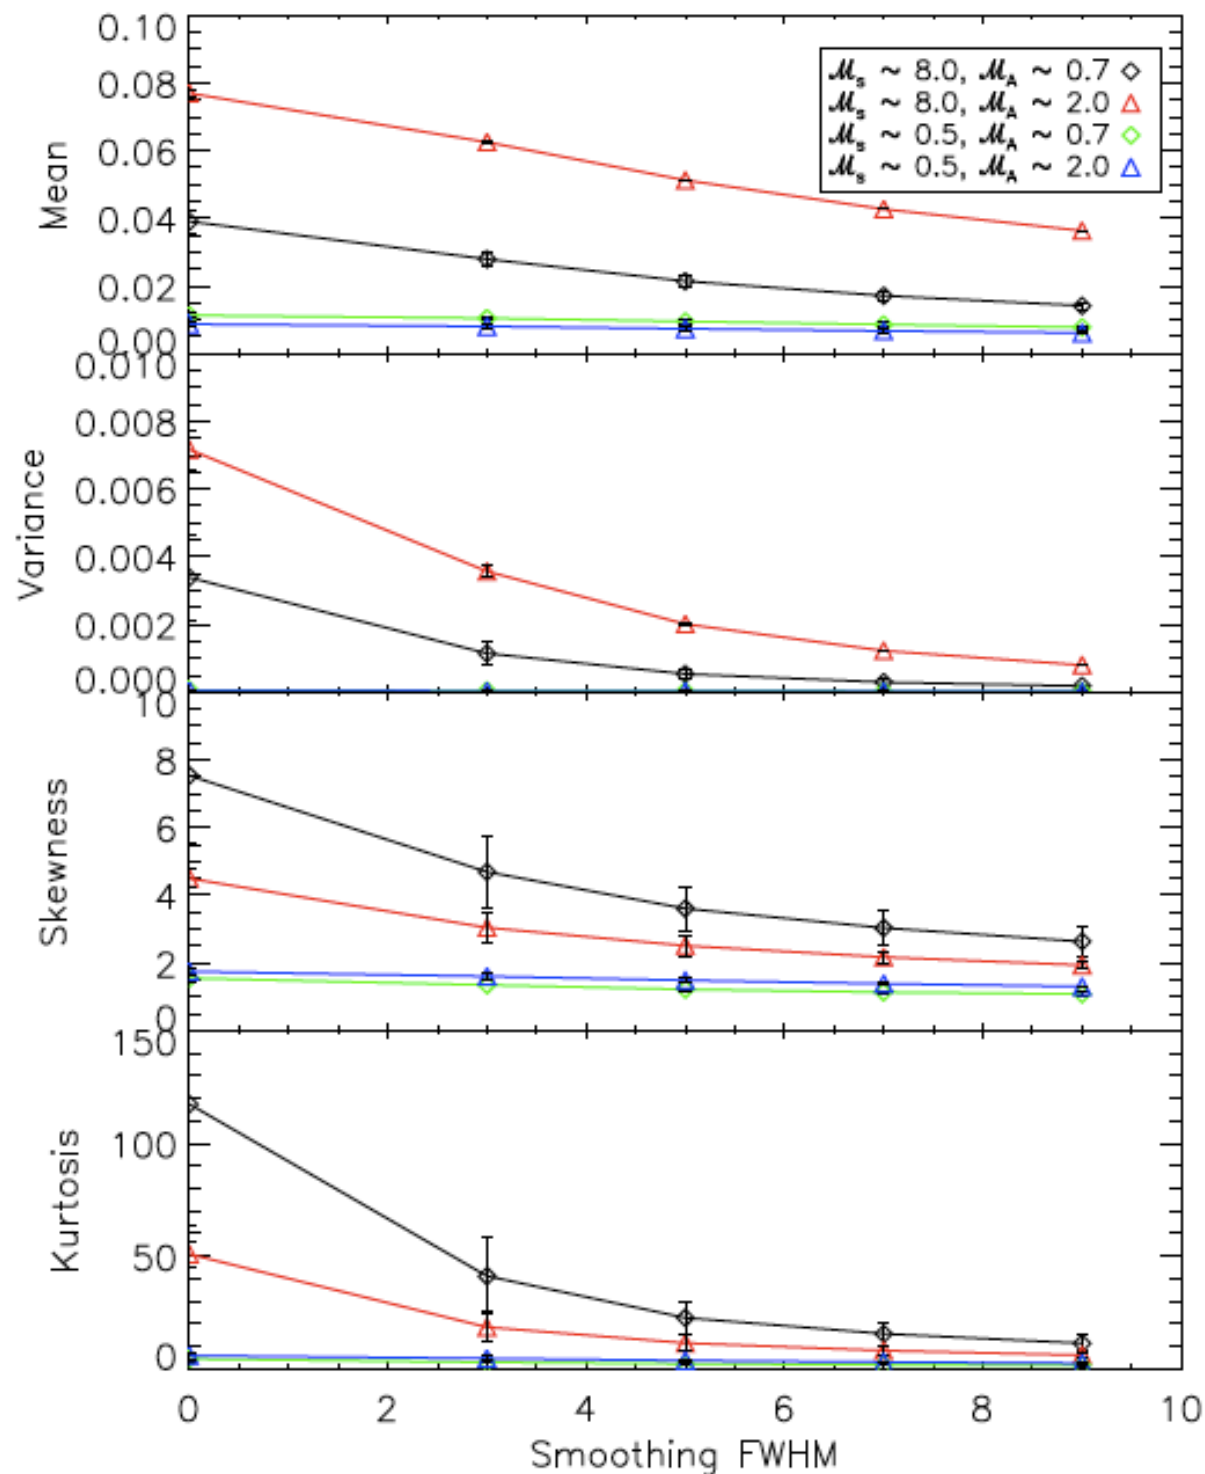 0.10
ℳs ~ 8.0, ℳA ~ 0.7
ℳs ~ 8.0, ℳA ~ 2.0
ℳs ~ 0.5, ℳA ~ 0.7
ℳs ~ 0.5, ℳA ~ 2.0
0.08
0.06
Mean
0.04
0.02
0.00
0.010
0.008
0.006
Variance
0.004
0.002
0.000
10
8
6
Skewness
4
2
0
150
100
Kurtosis
50
0
0 2 4 6 8 10
Smoothing FWHM